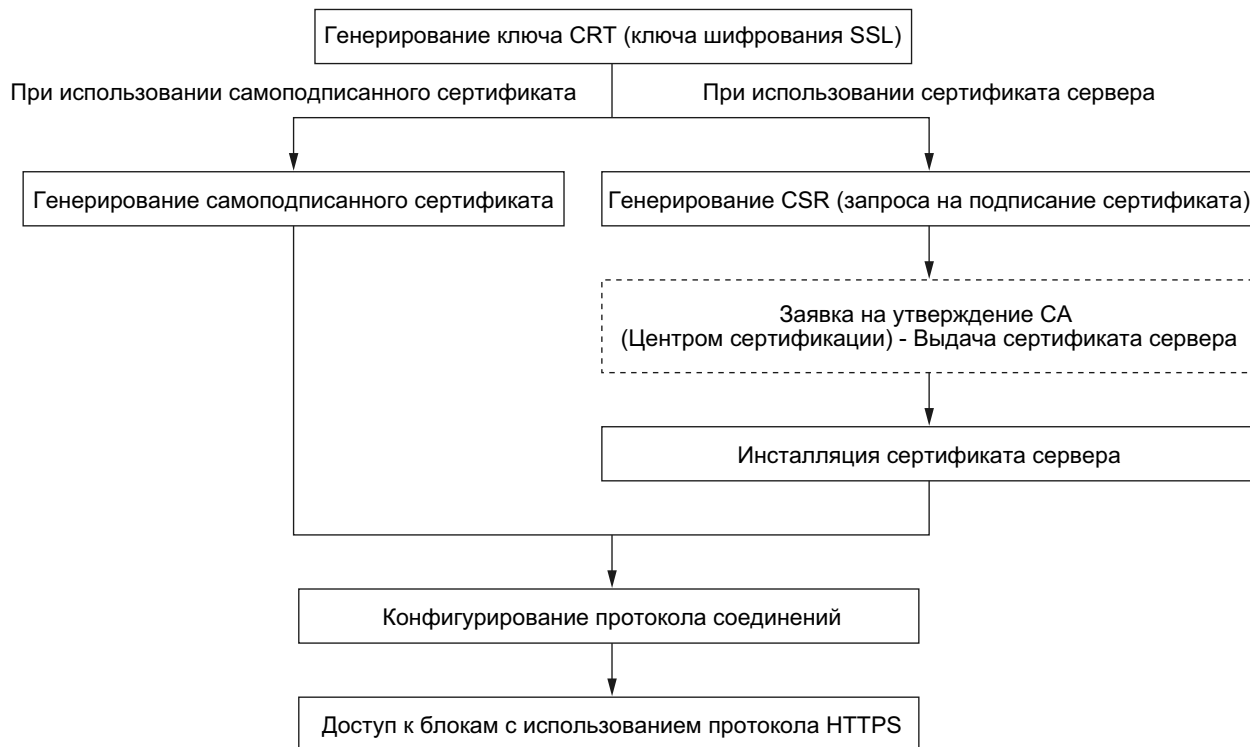 Генерирование ключа CRT (ключа шифрования SSL)
При использовании самоподписанного сертификата
При использовании сертификата сервера
Генерирование самоподписанного сертификата
Генерирование CSR (запроса на подписание сертификата)
Заявка на утверждение CA
(Центром сертификации) - Выдача сертификата сервера
Инсталляция сертификата сервера
Конфигурирование протокола соединений
Доступ к блокам с использованием протокола HTTPS